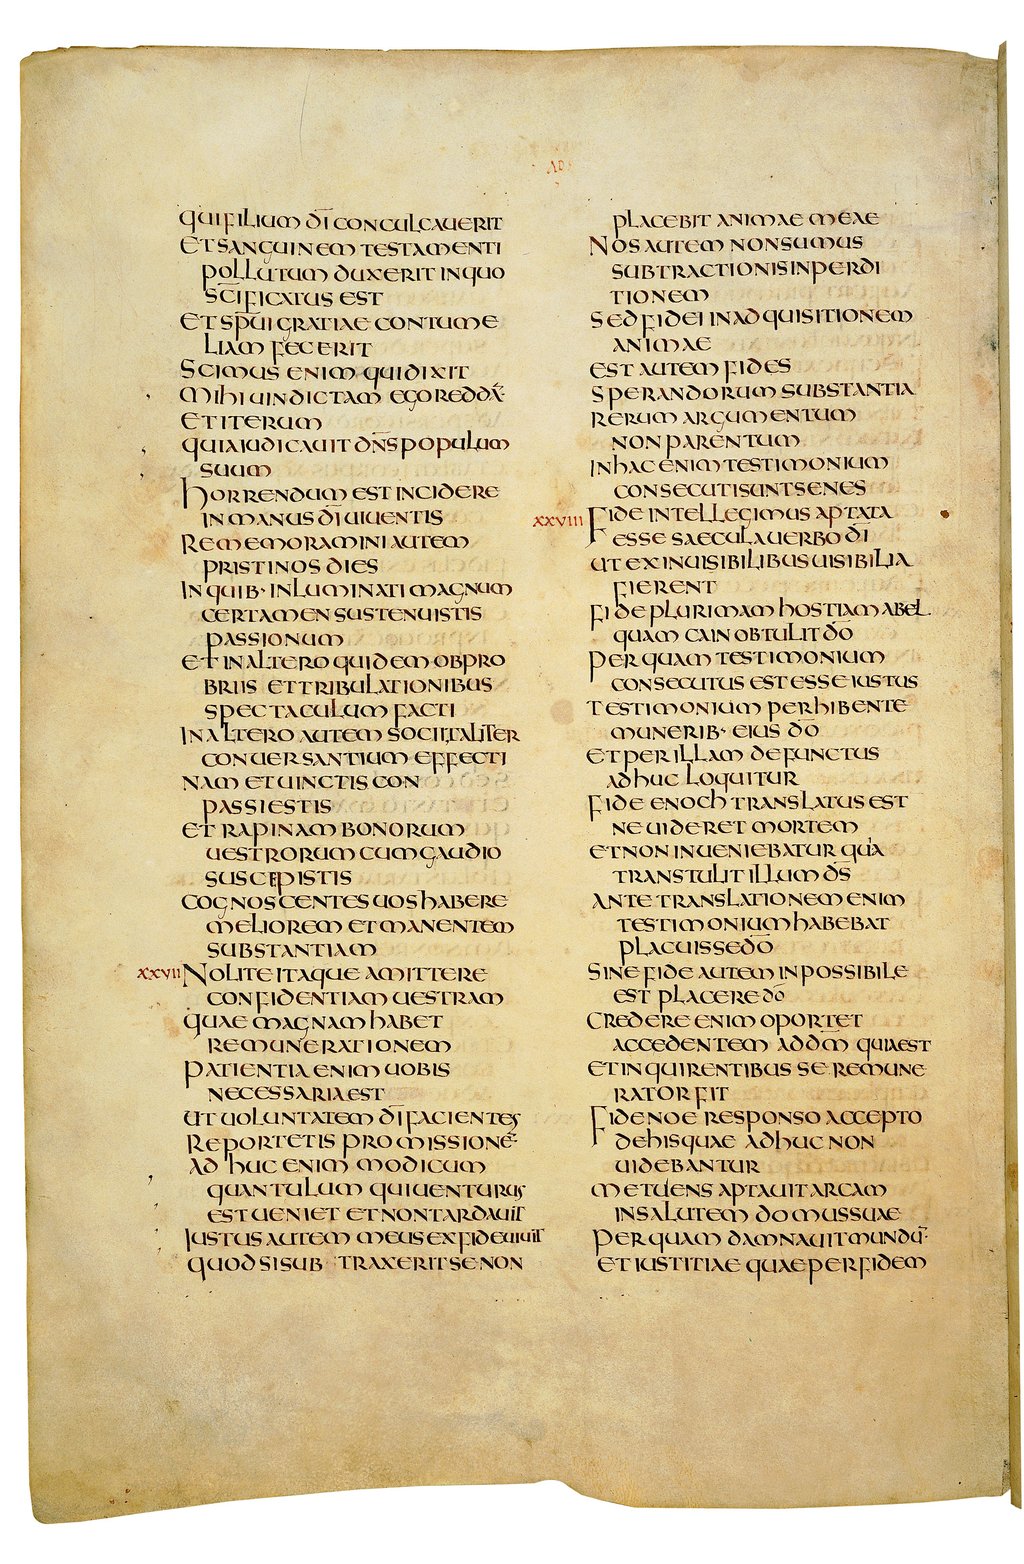 AD
QUI FILIUM DI CONCULCAUERIT
ET SANGUINEM TESTAMENTI
POLLUTUM DUXERIT IN QUO
SCIFICATUS EST
ET SPUI GRATIAE CONTUME
LIAM FECERIT
SCIMUS ENIM QUI DIXIT
MIHI UINDICTAM EGO REDDĀ·
ET ITERUM
QUIA IUDICAUIT DNS POPULUM
SUUM
HORRENDUM EST INCIDERE
IN MANUS DI UIUENTIS
REMEMORAMINI AUTEM
PRISTINOS DIES
IN QUIB· INLUMINATI MAGNUM
CERTAMEN SUSTENUISTIS
PASSIONUM
ET IN ALTERO QUIDEM OBPRO
BRIIS ET TRIBULATIONIBUS
SPECTACULUM FACTI
IN ALTERO AUTEM SOCII TALITER
CONUERSANTIUM EFFECTI
NAM ET UINCTIS CON
PASSI ESTIS
ET RAPINAM BONORUM
UESTRORUM CUM GAUDIO
SUSCEPISTIS
COGNOSCENTES UOS HABERE
MELIOREM ET MANENTEM
SUBSTANTIAM
XXVII NOLITE ITAQUE AMITTERE
CONFIDENTIAM UESTRAM
QUAE MAGNAM HABET
REMUNERATIONEM
PATIENTIA ENIM UOBIS
NECESSARIA EST
UT UOLUNTATEM DI FACIENTES
REPORTETIS PROMISSIONĒ·
AD HUC ENIM MODICUM
QUANTULUM QUI UENTURUS
EST UENIET ET NON TARDAUIT
IUSTUS AUTEM MEUS EX FIDE UIUIT
QUOD SI SUB TRAXERIT SE NON
PLACEBIT ANIMAE MEAE
NOS AUTEM NON SUMUS
SUBTRACTIONIS IN PERDI
TIONEM
SED FIDEI IN ADQUISITIONEM
ANIMAE
EST AUTEM FIDES
SPERANDORUM SUBSTANTIA
RERUM ARGUMENTUM
NON PARENTUM
IN HAC ENIM TESTIMONIUM
CONSECUTI SUNT SENES
XXVIII FIDE INTELLEGIMUS APTATA
ESSE SAECULA UERBO DI
UT EX INUISIBILIBUS UISIBILIA
FIERENT
FIDE PLURIMAM HOSTIAM ABEL
QUAM CAIN OBTULIT DŌ
PER QUAM TESTIMONIUM
CONSECUTUS EST ESSE IUSTUS
TESTIMONIUM PERHIBENTE
MUNERIB· EIUS DŌ
ET PER ILLAM DEFUNCTUS
ADHUC LOQUITUR
FIDE ENOCH TRANSLATUS EST
NE UIDERET MORTEM
ET NON INUENIEBATUR QUIA
TRANSTULIT ILLUM DS
ANTE TRANSLATIONEM ENIM
TESTIMONIUM HABEBAT
PLACUISSE DŌ
SINE FIDE AUTEM INPOSSIBILE
EST PLACERE DŌ
CREDERE ENIM OPORTET
ACCEDENTEM AD DM̄ QUIA EST
ET INQUIRENTIBUS SE REMUNE
RATOR FIT
FIDE NOE RESPONSO ACCEPTO
DE HIS QUAE ADHUC NON
UIDEBANTUR
METUENS APTAUIT ARCAM
IN SALUTEM DOMUS SUAE
PER QUAM DAMNAUIT MUNDŪ·
ET IUSTITIAE QUAE PER FIDEM